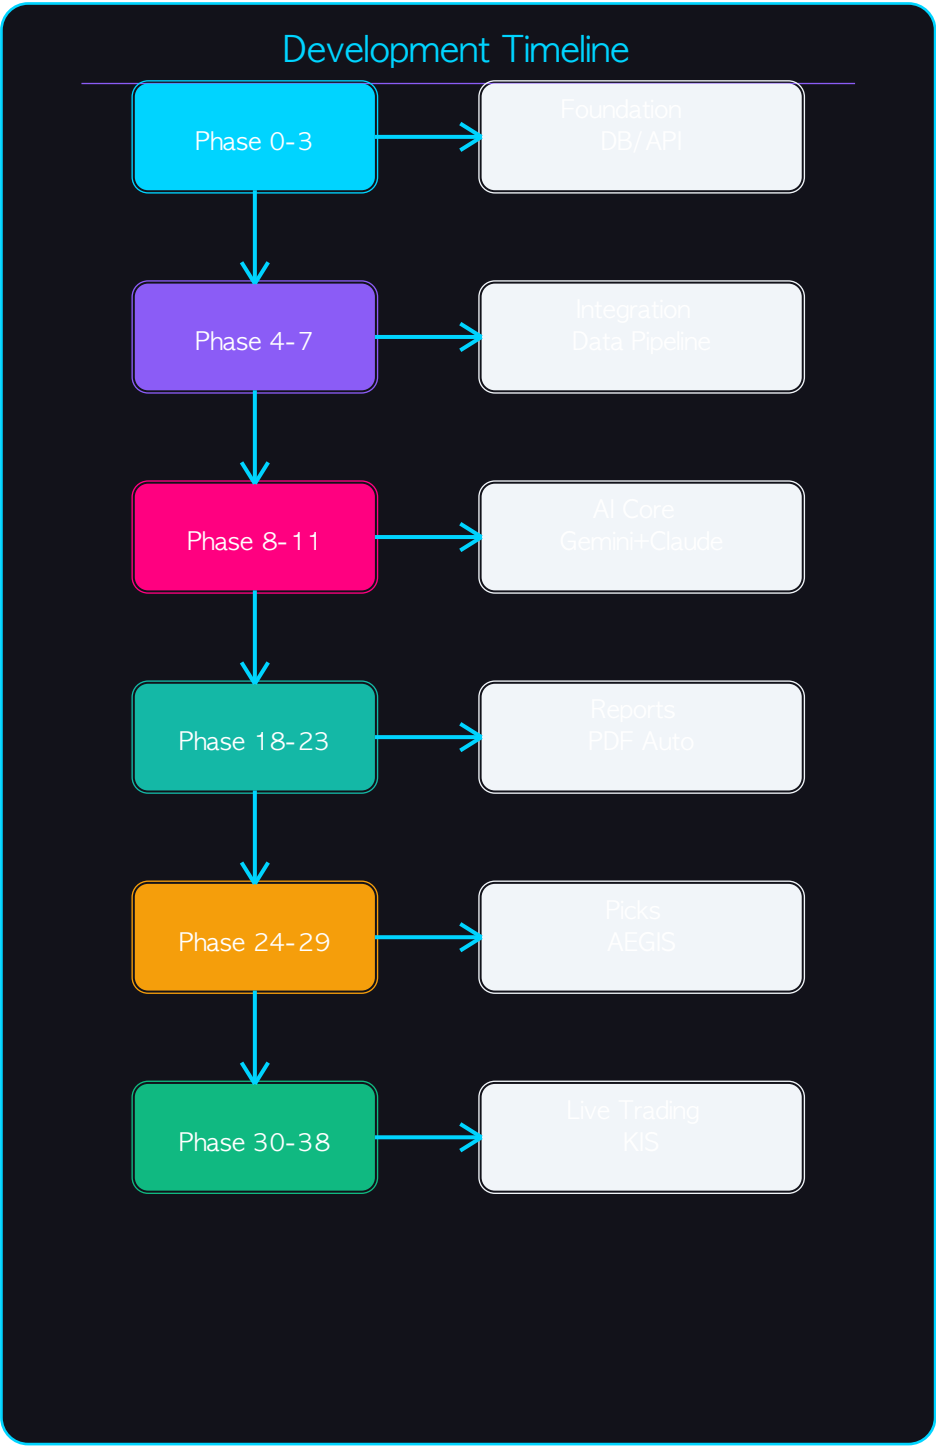 Development Timeline
Phase 0-3
Foundation
DB/API
Phase 4-7
Integration
Data Pipeline
Phase 8-11
AI Core
Gemini+Claude
Phase 18-23
Reports
PDF Auto
Phase 24-29
Picks
AEGIS
Phase 30-38
Live Trading
KIS